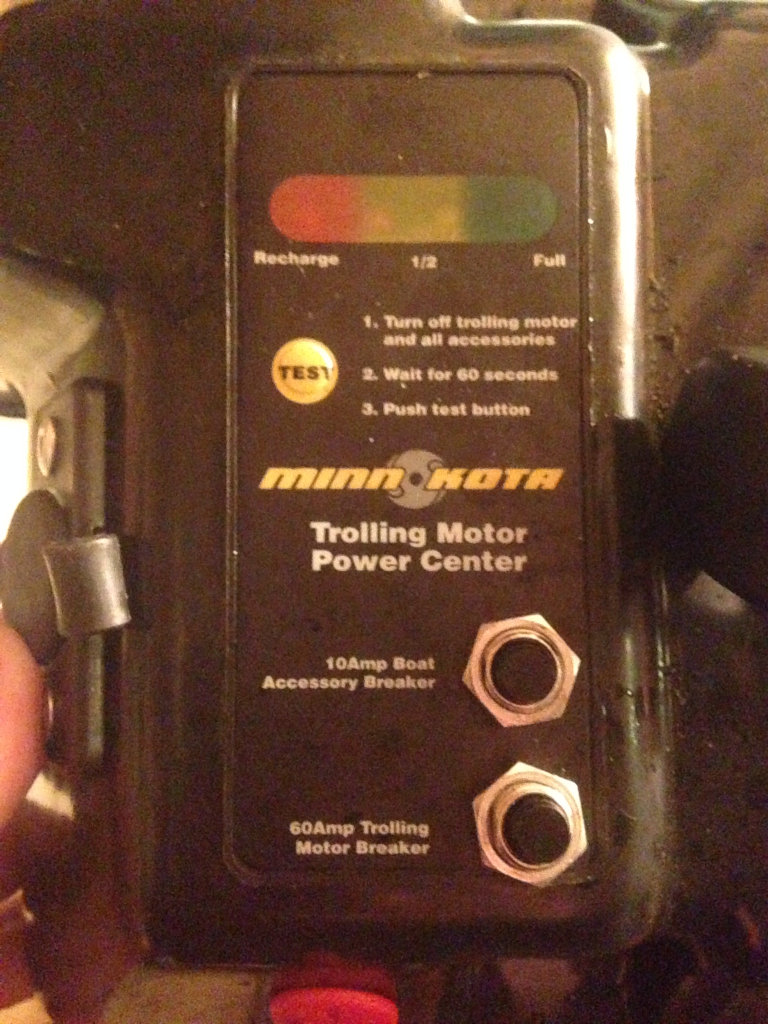 Recharge 1/2 Full
1. Turn off trolling motor
and all accessories
TEST
2. Wait for 60 seconds
3. Push test button
MINN KOTA
Trolling Motor
Power Center
10Amp Boat
Accessory Breaker
60Amp Trolling
Motor Breaker